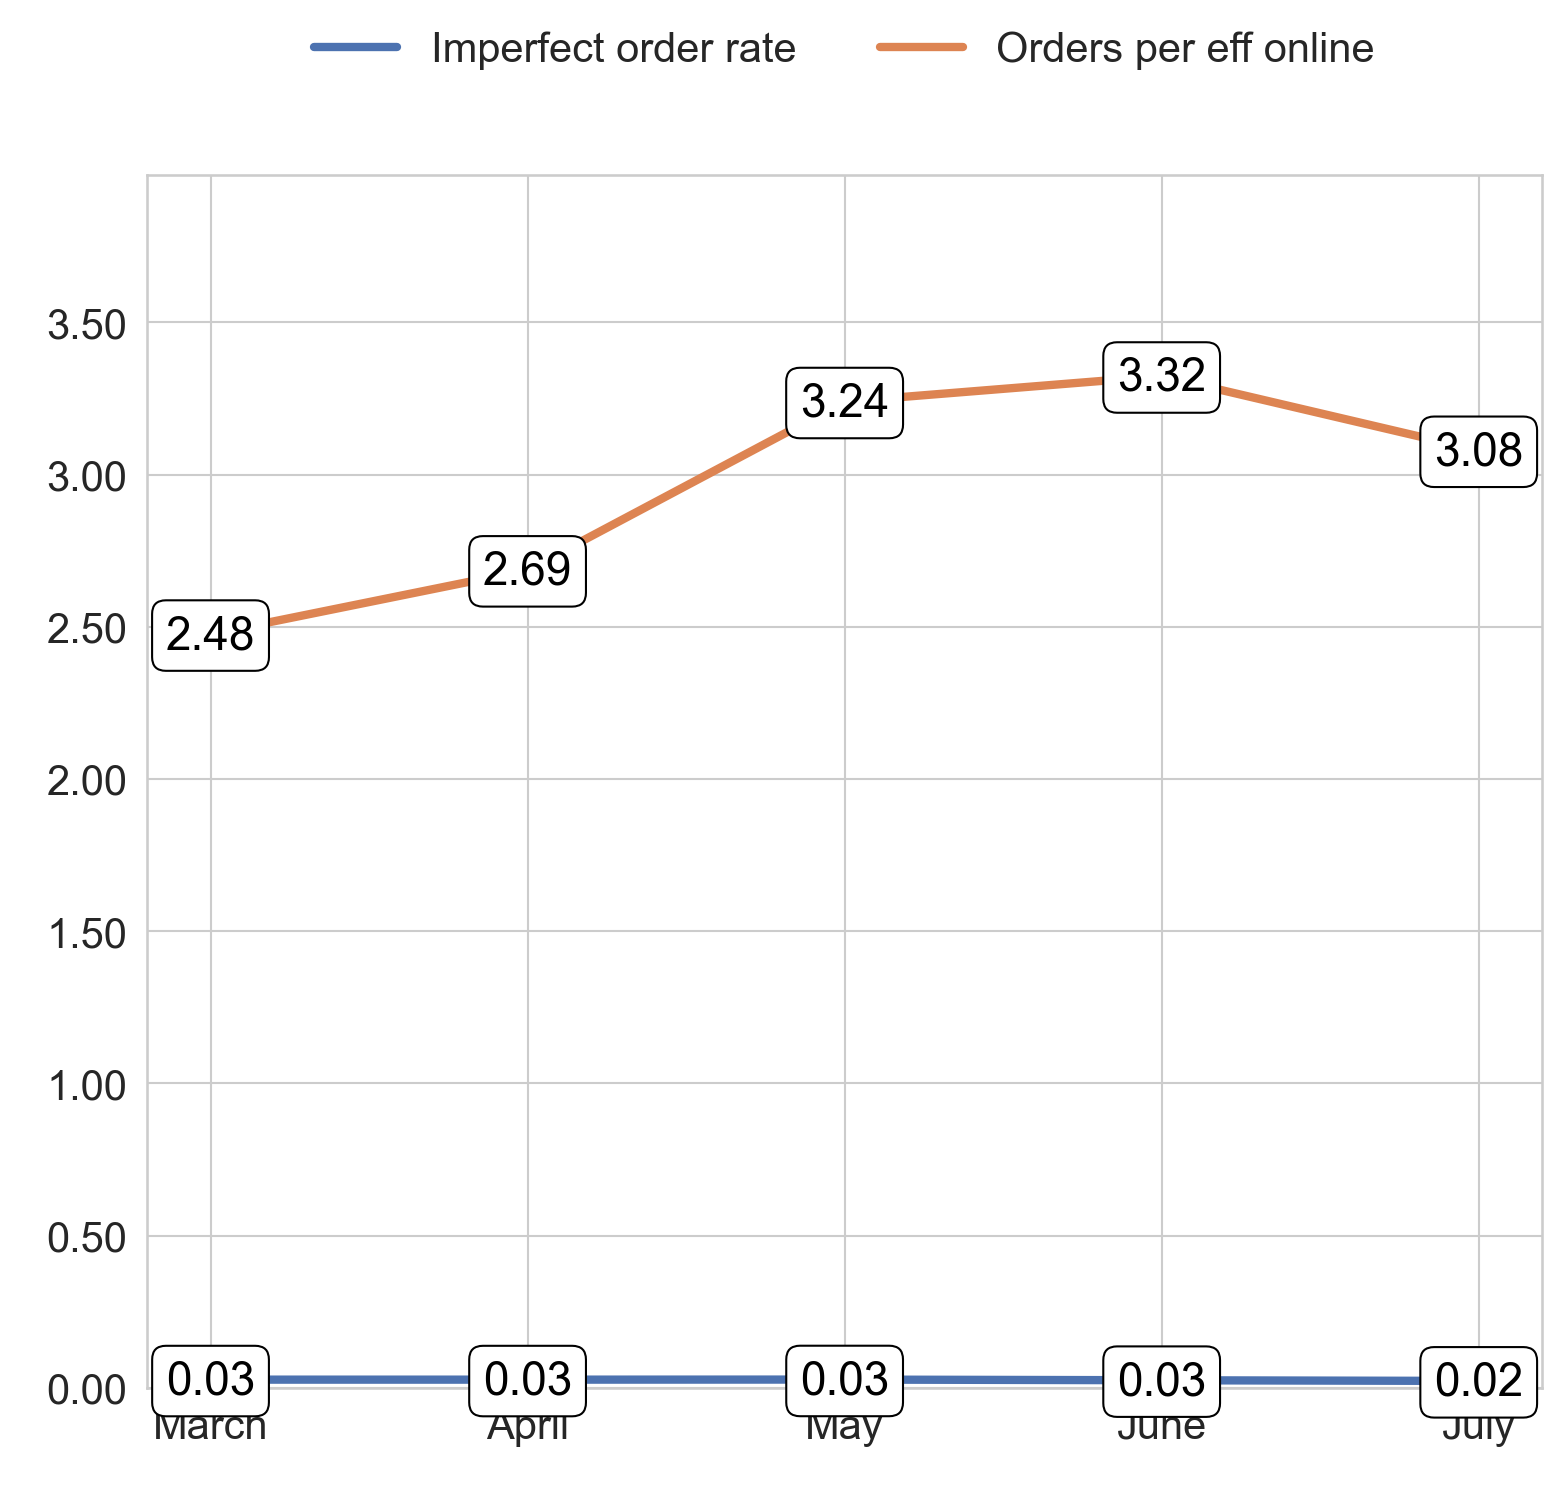 Imperfect order rate Orders per eff online
3.50
3.00
2.50
2.00
1.50
1.00
0.50
0.00
2.48 2.69 3.24 3.32 3.08
0.03 0.03 0.03 0.03 0.02
March April May June July